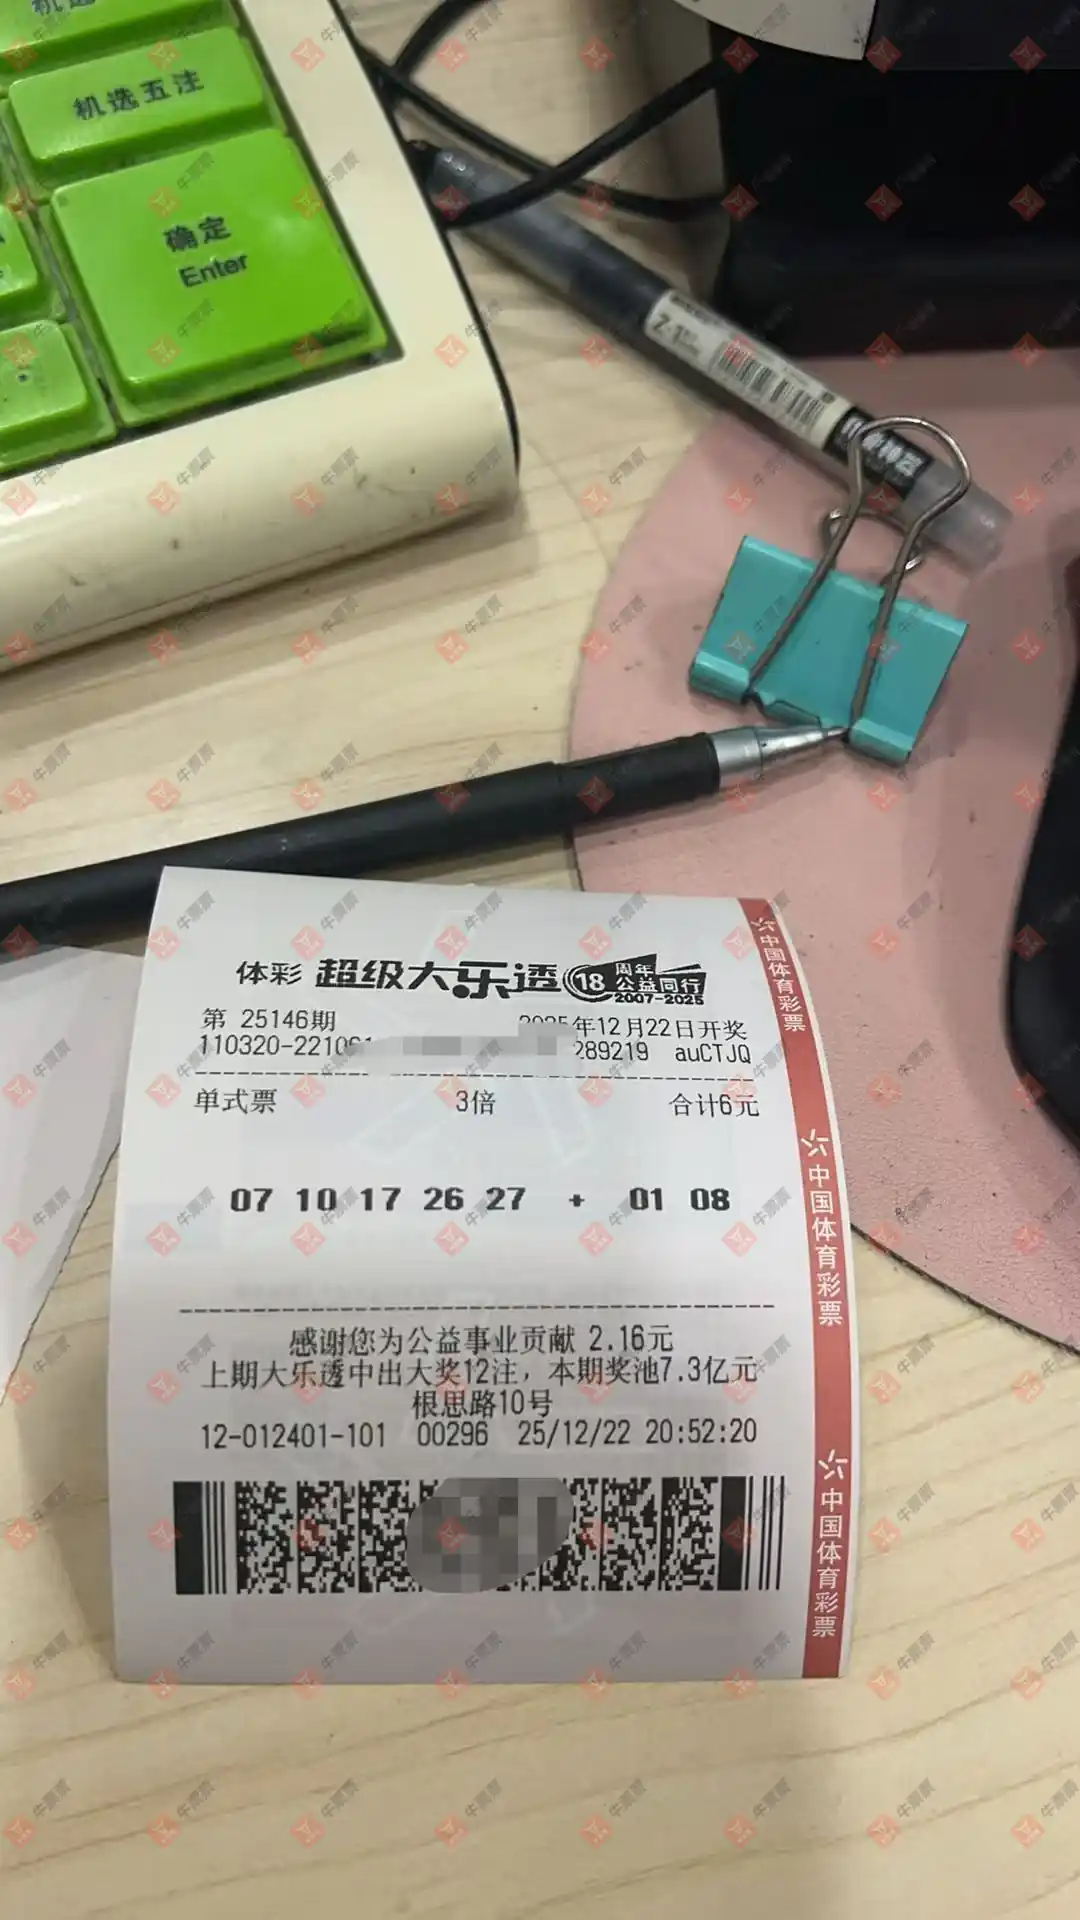 机选五注
确定
Enter
体彩 超级大乐透 18 周年 公益同行 2007-2025
第 25146期
年12月22日开奖
110320-2210
289219 auCTJQ
单式票 3倍 合计6元
07 10 17 26 27 + 01 08
感谢您为公益事业贡献 2.16元
上期大乐透中出大奖12注，本期奖池7.3亿元
根思路10号
12-012401-101 00296 25/12/22 20:52:20
中国体育彩票
中国体育彩票
中国体育彩票
牛票票